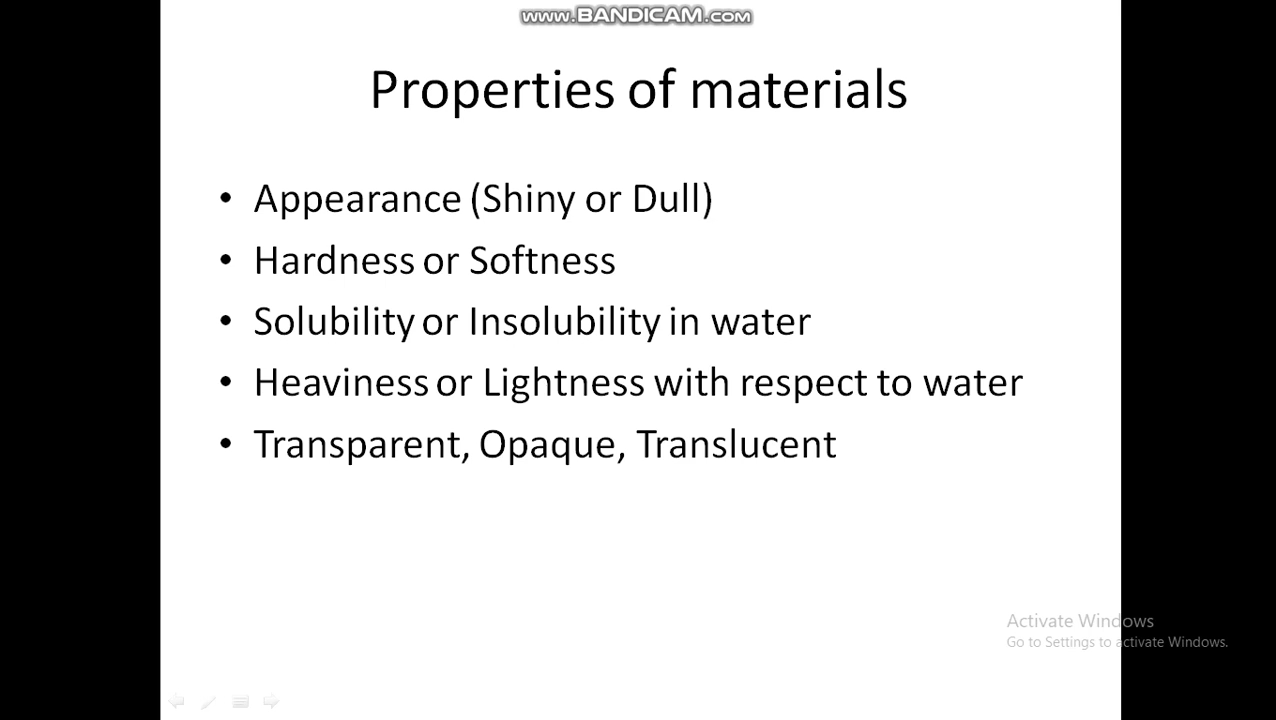 www.BANDICAM.com
Properties of materials
• Appearance (Shiny or Dull)
• Hardness or Softness
• Solubility or Insolubility in water
• Heaviness or Lightness with respect to water
• Transparent, Opaque, Translucent
Activate Windows
Go to Settings to activate Windows.